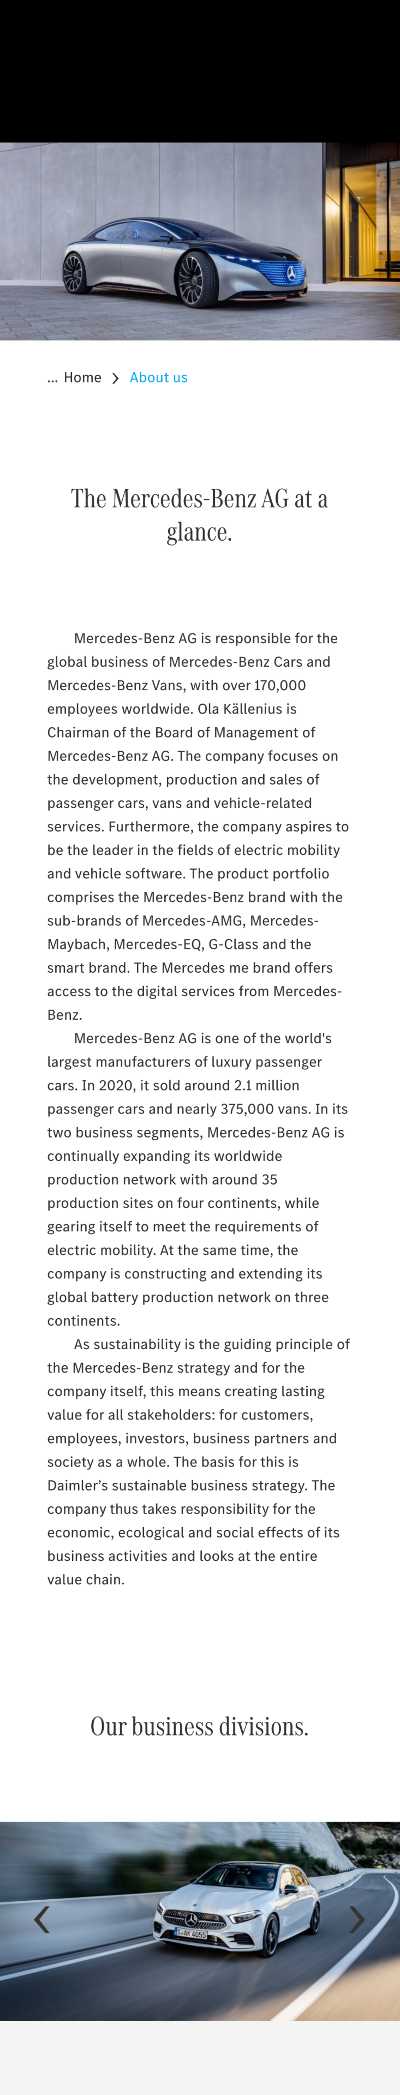 ... Home > About us
The Mercedes-Benz AG at a
glance.
Mercedes-Benz AG is responsible for the
global business of Mercedes-Benz Cars and
Mercedes-Benz Vans, with over 170,000
employees worldwide. Ola Källenius is
Chairman of the Board of Management of
Mercedes-Benz AG. The company focuses on
the development, production and sales of
passenger cars, vans and vehicle-related
services. Furthermore, the company aspires to
be the leader in the fields of electric mobility
and vehicle software. The product portfolio
comprises the Mercedes-Benz brand with the
sub-brands of Mercedes-AMG, Mercedes-
Maybach, Mercedes-EQ, G-Class and the
smart brand. The Mercedes me brand offers
access to the digital services from Mercedes-
Benz.
Mercedes-Benz AG is one of the world's
largest manufacturers of luxury passenger
cars. In 2020, it sold around 2.1 million
passenger cars and nearly 375,000 vans. In its
two business segments, Mercedes-Benz AG is
continually expanding its worldwide
production network with around 35
production sites on four continents, while
gearing itself to meet the requirements of
electric mobility. At the same time, the
company is constructing and extending its
global battery production network on three
continents.
As sustainability is the guiding principle of
the Mercedes-Benz strategy and for the
company itself, this means creating lasting
value for all stakeholders: for customers,
employees, investors, business partners and
society as a whole. The basis for this is
Daimler's sustainable business strategy. The
company thus takes responsibility for the
economic, ecological and social effects of its
business activities and looks at the entire
value chain.
Our business divisions.